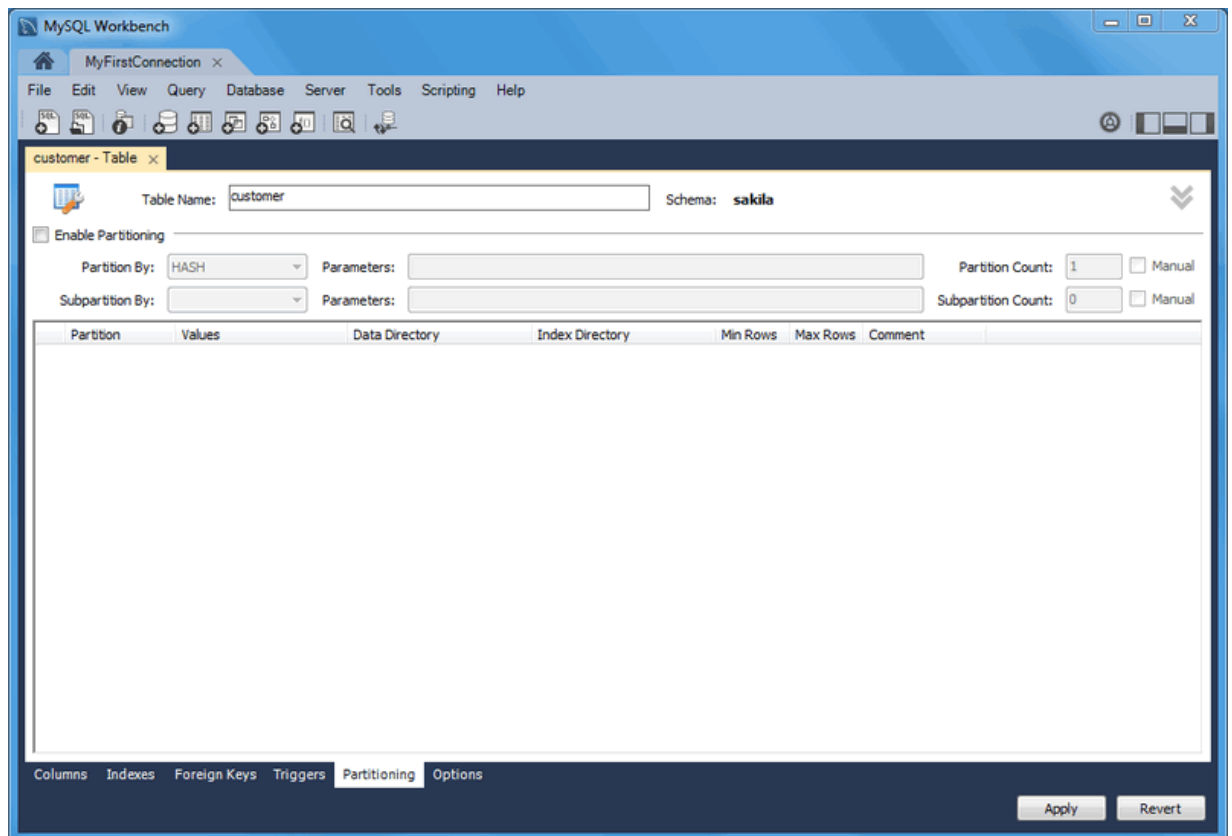 MySQL Workbench
MyFirstConnection
File Edit View Query Database Server Tools Scripting Help
customer - Table
Table Name: customer Schema: sakila
Enable Partitioning
Partition By: HASH Parameters: Partition Count: 1 Manual
Subpartition By: Parameters: Subpartition Count: 0 Manual
Partition Values Data Directory Index Directory Min Rows Max Rows Comment
Columns Indexes Foreign Keys Triggers Partitioning Options
Apply Revert